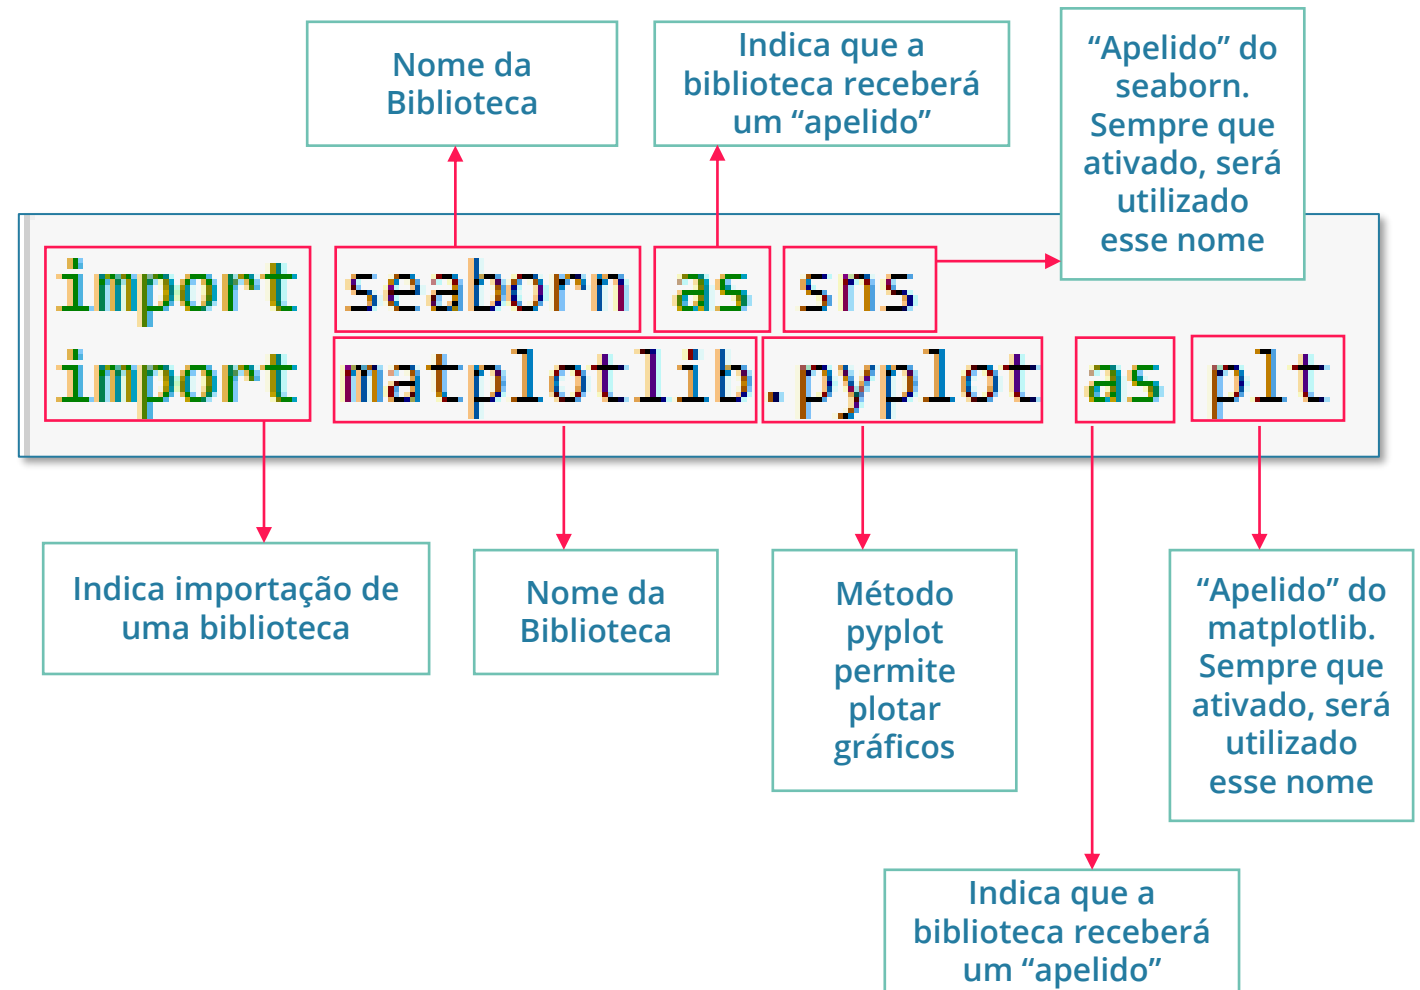 Nome da
Biblioteca
Indica que a
biblioteca receberá
um “apelido”
“Apelido” do
seaborn.
Sempre que
ativado, será
utilizado
esse nome
import seaborn as sns
import matplotlib.pyplot as plt
Indica importação de
uma biblioteca
Nome da
Biblioteca
Método
pyplot
permite
plotar
gráficos
“Apelido” do
matplotlib.
Sempre que
ativado, será
utilizado
esse nome
Indica que a
biblioteca receberá
um “apelido”